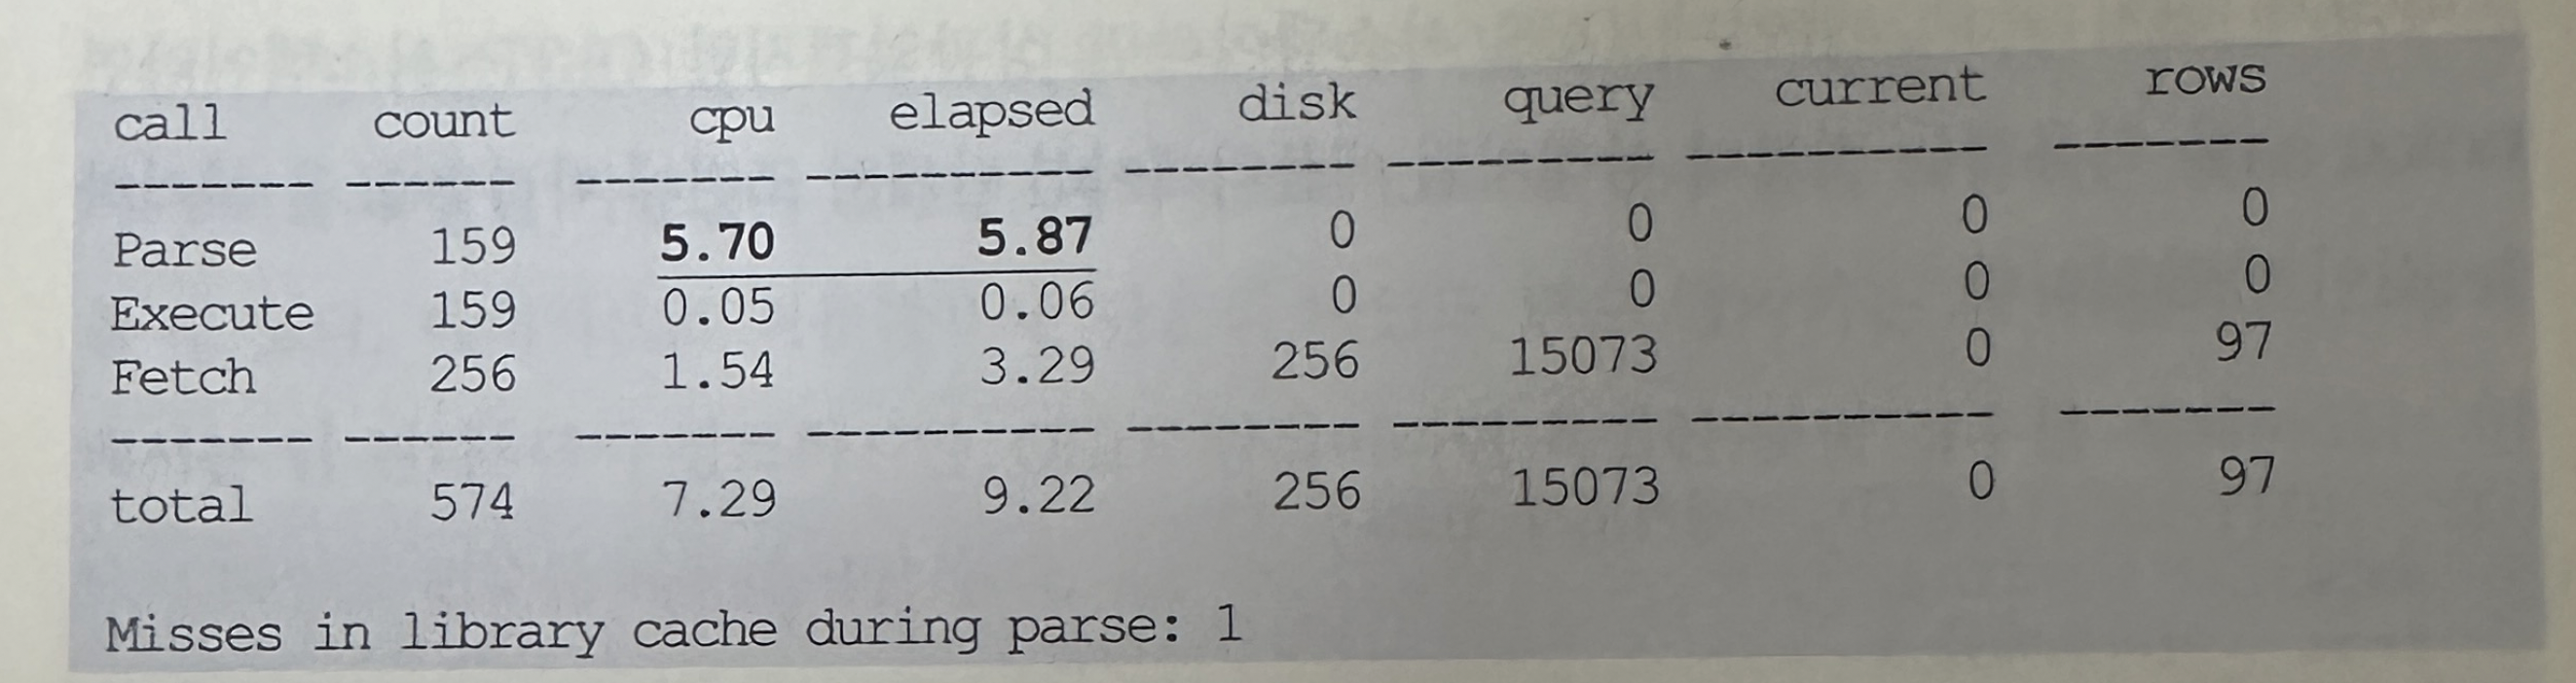 call count cpu elapsed disk query current rows
------- ------ ------- ---------- -------- --------- ---------- -------
Parse 159 5.70 5.87 0 0 0 0
Execute 159 0.05 0.06 0 0 0 0
Fetch 256 1.54 3.29 256 15073 0 97
------- ------ ------- ---------- -------- --------- ---------- -------
total 574 7.29 9.22 256 15073 0 97
Misses in library cache during parse: 1